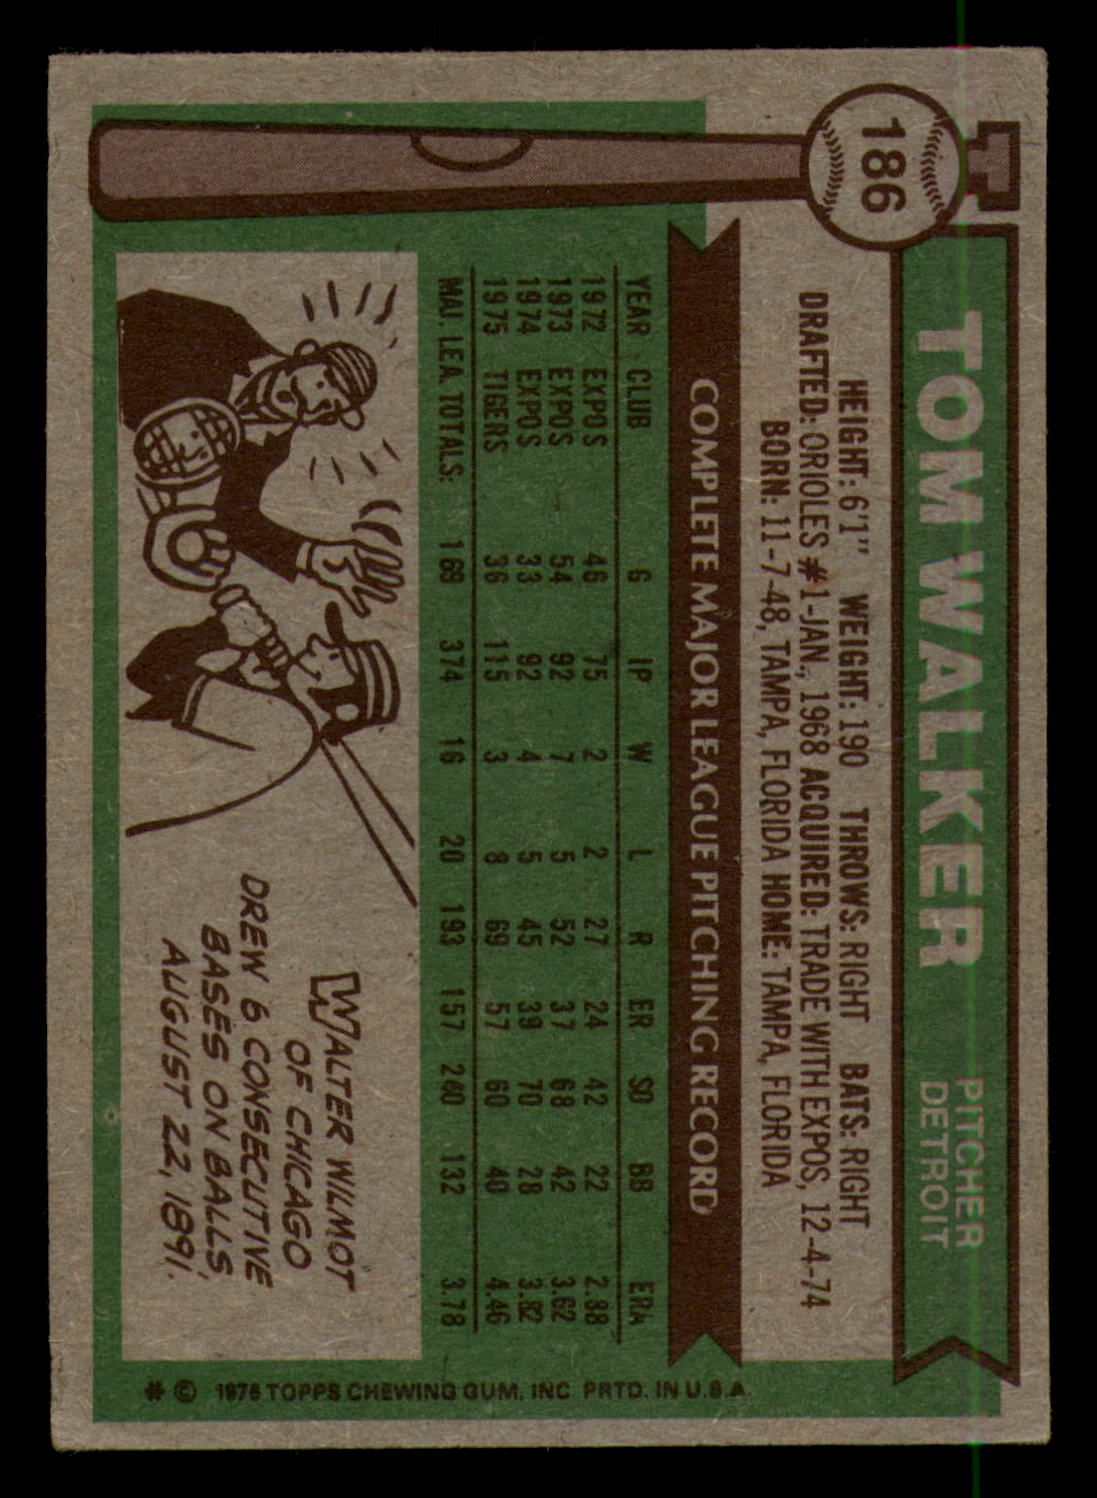 186
TOM WALKER
PITCHER
DETROIT
HEIGHT: 6'1" WEIGHT: 190 THROWS: RIGHT BATS: RIGHT
DRAFTED: ORIOLES #1-JAN., 1968 ACQUIRED: TRADE WITH EXPOS, 12-4-74
BORN: 11-7-48, TAMPA, FLORIDA HOME: TAMPA, FLORIDA
COMPLETE MAJOR LEAGUE PITCHING RECORD
YEAR CLUB G IP W L R ER SO BB ERA
1972 EXPOS 46 75 2 2 27 24 42 22 2.88
1973 EXPOS 54 92 7 5 52 37 68 42 3.62
1974 EXPOS 33 92 4 5 45 39 70 28 3.82
1975 TIGERS 36 115 3 8 69 57 60 40 4.46
MAJ. LEA. TOTALS: 169 374 16 20 193 157 240 132 3.78
WALTER WILMOT
OF CHICAGO
DREW 6 CONSECUTIVE
BASES ON BALLS,
AUGUST 22, 1891.
# © 1976 TOPPS CHEWING GUM, INC. PRTD. IN U.S.A.